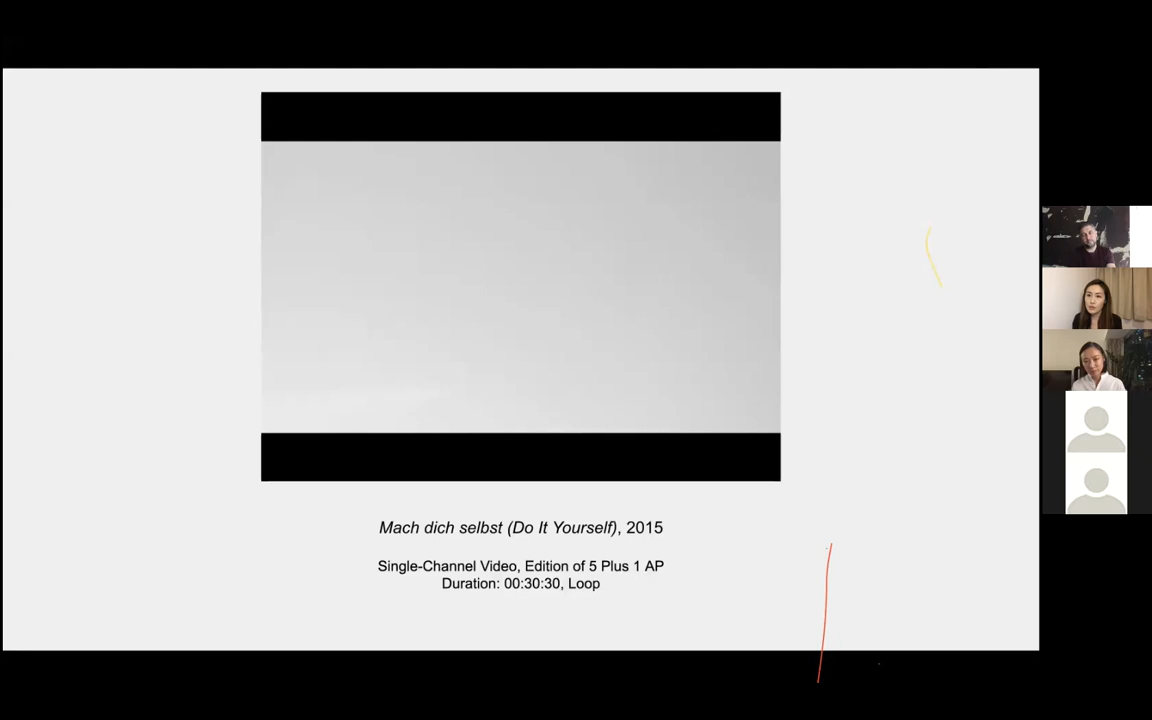 Mach dich selbst (Do It Yourself), 2015
Single-Channel Video, Edition of 5 Plus 1 AP
Duration: 00:30:30, Loop